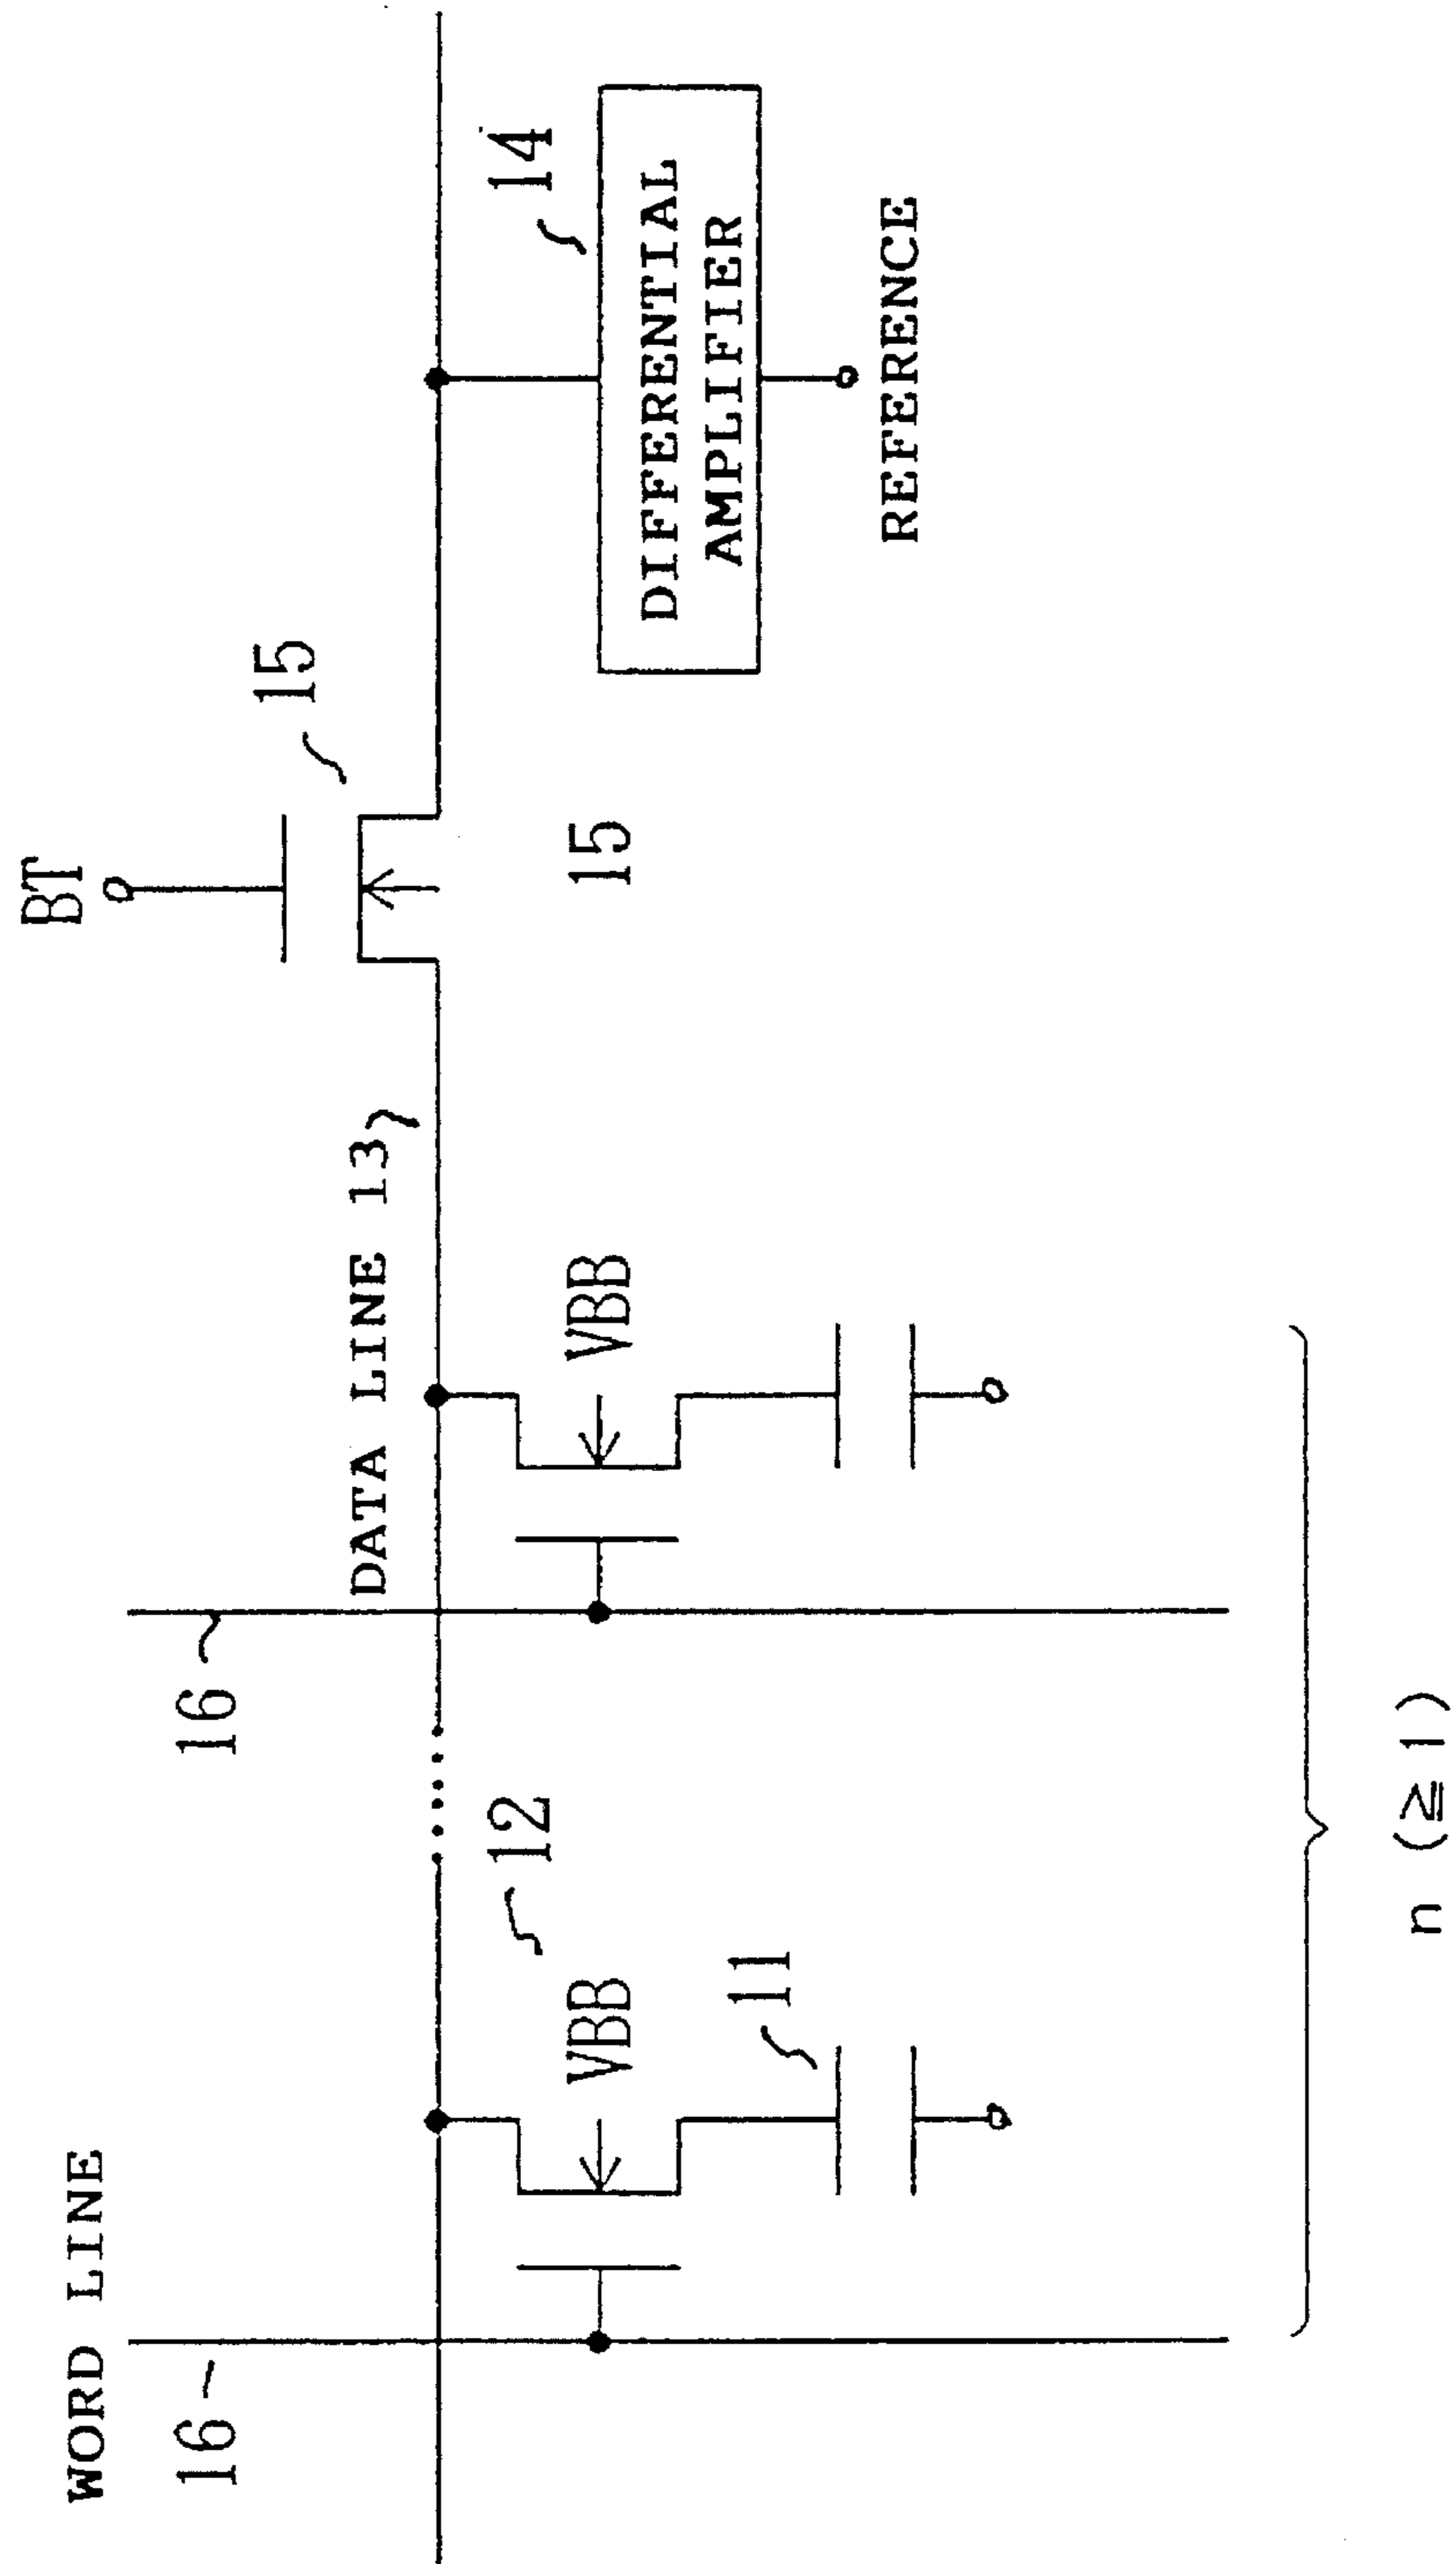 WORD LINE
16
16
BT
15
DATA LINE 13
14
12
VBB
VBB
15
DIFFERENTIAL
AMPLIFIER
11
REFERENCE
n (≧1)